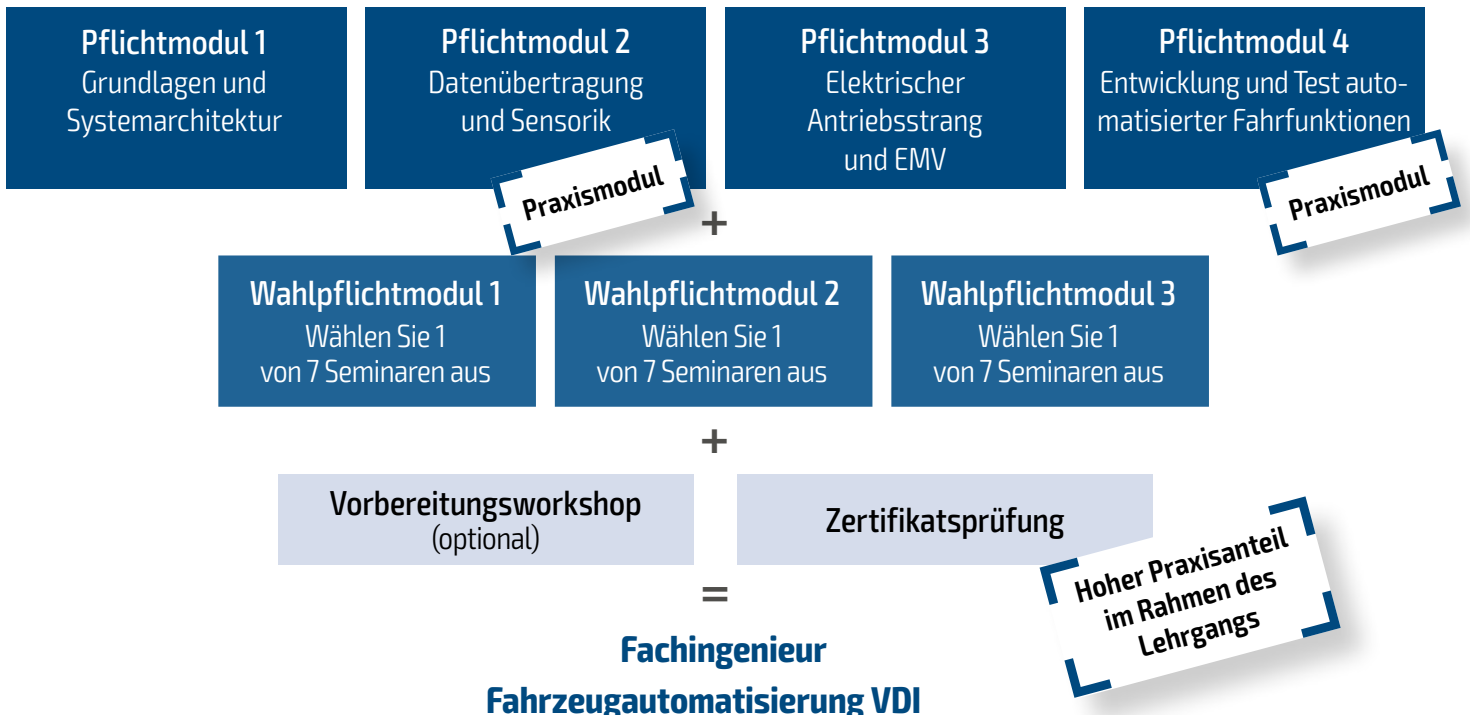 Pflichtmodul 1
Grundlagen und
Systemarchitektur
Pflichtmodul 2
Datenübertragung
und Sensorik
Praxismodul
Pflichtmodul 3
Elektrischer
Antriebsstrang
und EMV
Pflichtmodul 4
Entwicklung und Test auto-
matisierter Fahrfunktionen
Praxismodul
+
Wahlpflichtmodul 1
Wählen Sie 1
von 7 Seminaren aus
Wahlpflichtmodul 2
Wählen Sie 1
von 7 Seminaren aus
Wahlpflichtmodul 3
Wählen Sie 1
von 7 Seminaren aus
+
Vorbereitungsworkshop
(optional)
Zertifikatsprüfung
Hoher Praxisanteil
im Rahmen des
Lehrgangs
=
Fachingenieur
Fahrzeugautomatisierung VDI